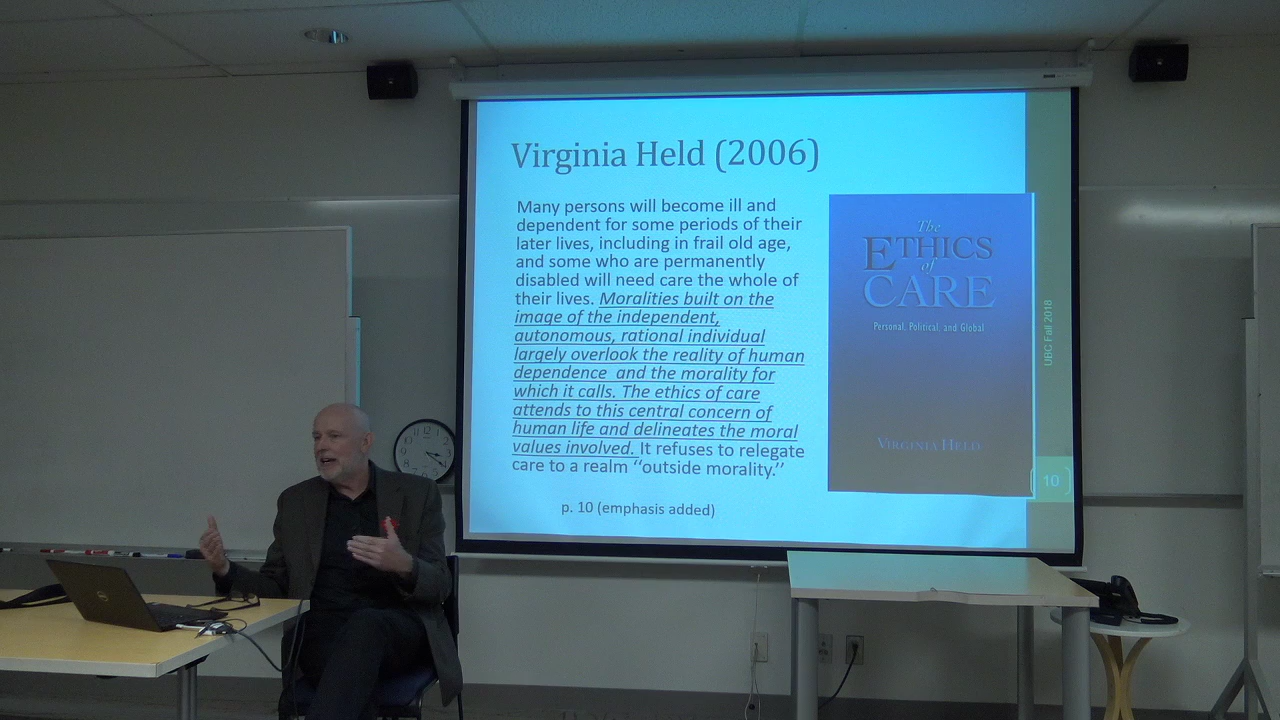 Virginia Held (2006)
Many persons will become ill and
dependent for some periods of their
later lives, including in frail old age,
and some who are permanently
disabled will need care the whole of
their lives. Moralities built on the
image of the independent,
autonomous, rational individual
largely overlook the reality of human
dependence and the morality for
which it calls. The ethics of care
attends to this central concern of
human life and delineates the moral
values involved. It refuses to relegate
care to a realm ‘‘outside morality.’’
p. 10 (emphasis added)
The
ETHICS
of
CARE
Personal, Political, and Global
VIRGINIA HELD
UBC Fall 2018
10
DELL